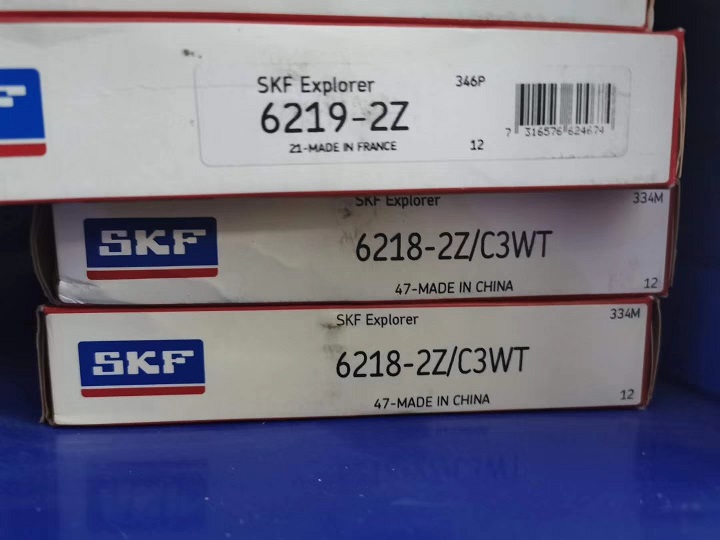 SKF Explorer
346P
6219-2Z
21-MADE IN FRANCE
12
7 316576 624674
SKF
SKF Explorer
334M
6218-2Z/C3WT
47-MADE IN CHINA
12
SKF
SKF Explorer
334M
6218-2Z/C3WT
47-MADE IN CHINA
12